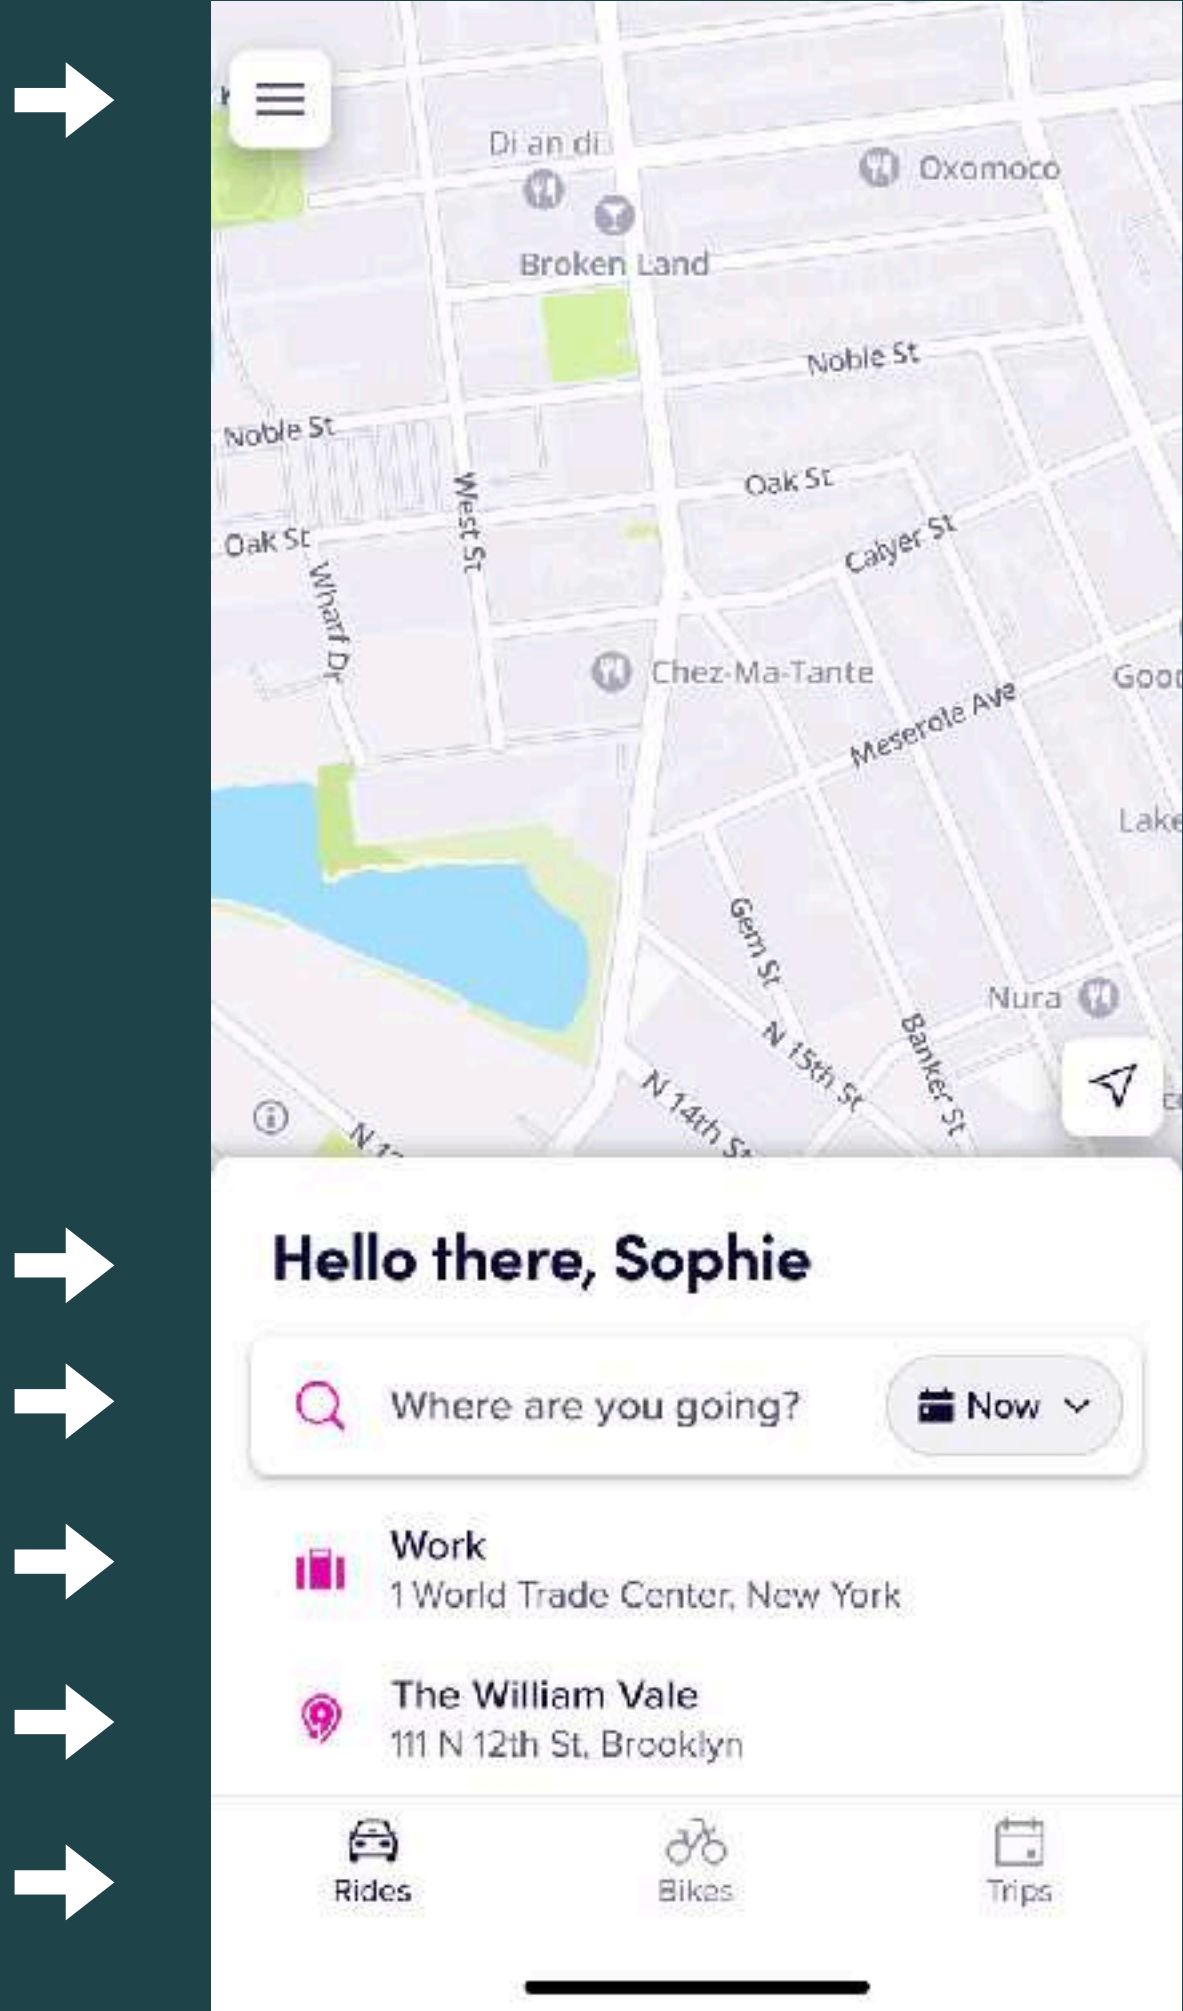 Di an di
Oxomoco
Broken Land
Noble St
Noble St
Oak St
West St
Oak St
Calyer St
Wharf Dr
Chez-Ma-Tante
Meserole Ave
Gem St
Nura
N 15th St
Banker St
N 14th St
Hello there, Sophie
Where are you going?
Now
Work
1 World Trade Center, New York
The William Vale
111 N 12th St, Brooklyn
Rides
Bikes
Trips